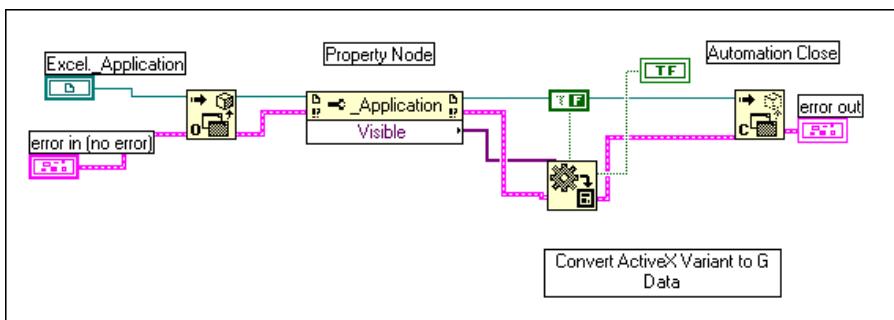 Property Node
Automation Close
Excel._Application
TF
_Application
error out
error in (no error)
Visible
Convert ActiveX Variant to G
Data